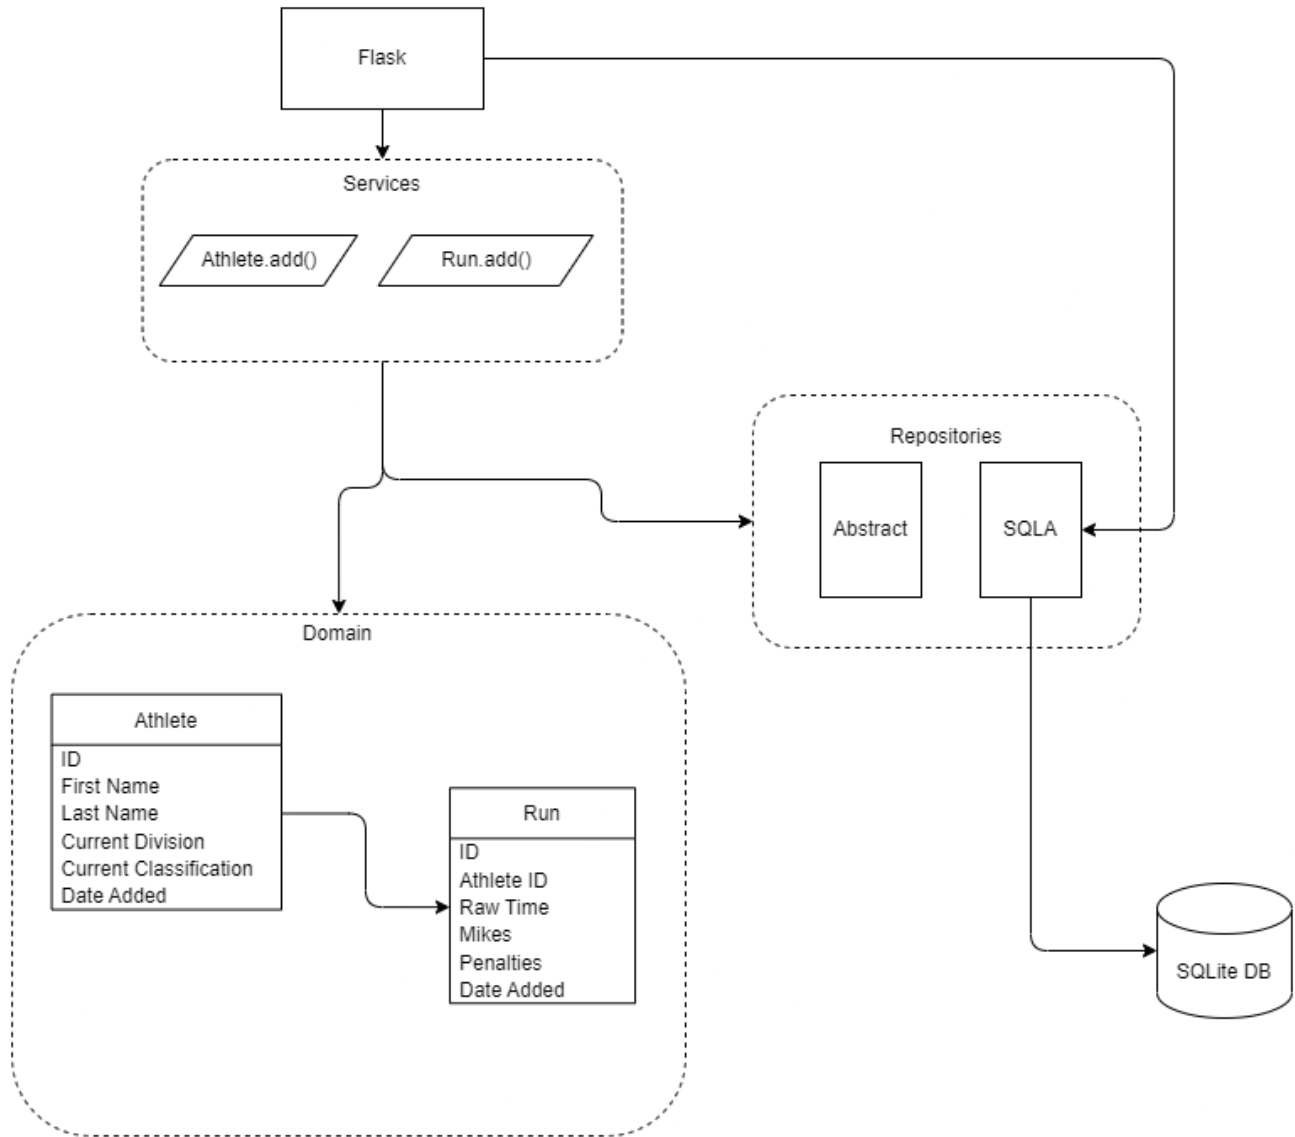 Flask
Services
Athlete.add()
Run.add()
Repositories
Abstract
SQLA
Domain
Athlete
ID
First Name
Last Name
Current Division
Current Classification
Date Added
Run
ID
Athlete ID
Raw Time
Mikes
Penalties
Date Added
SQLite DB